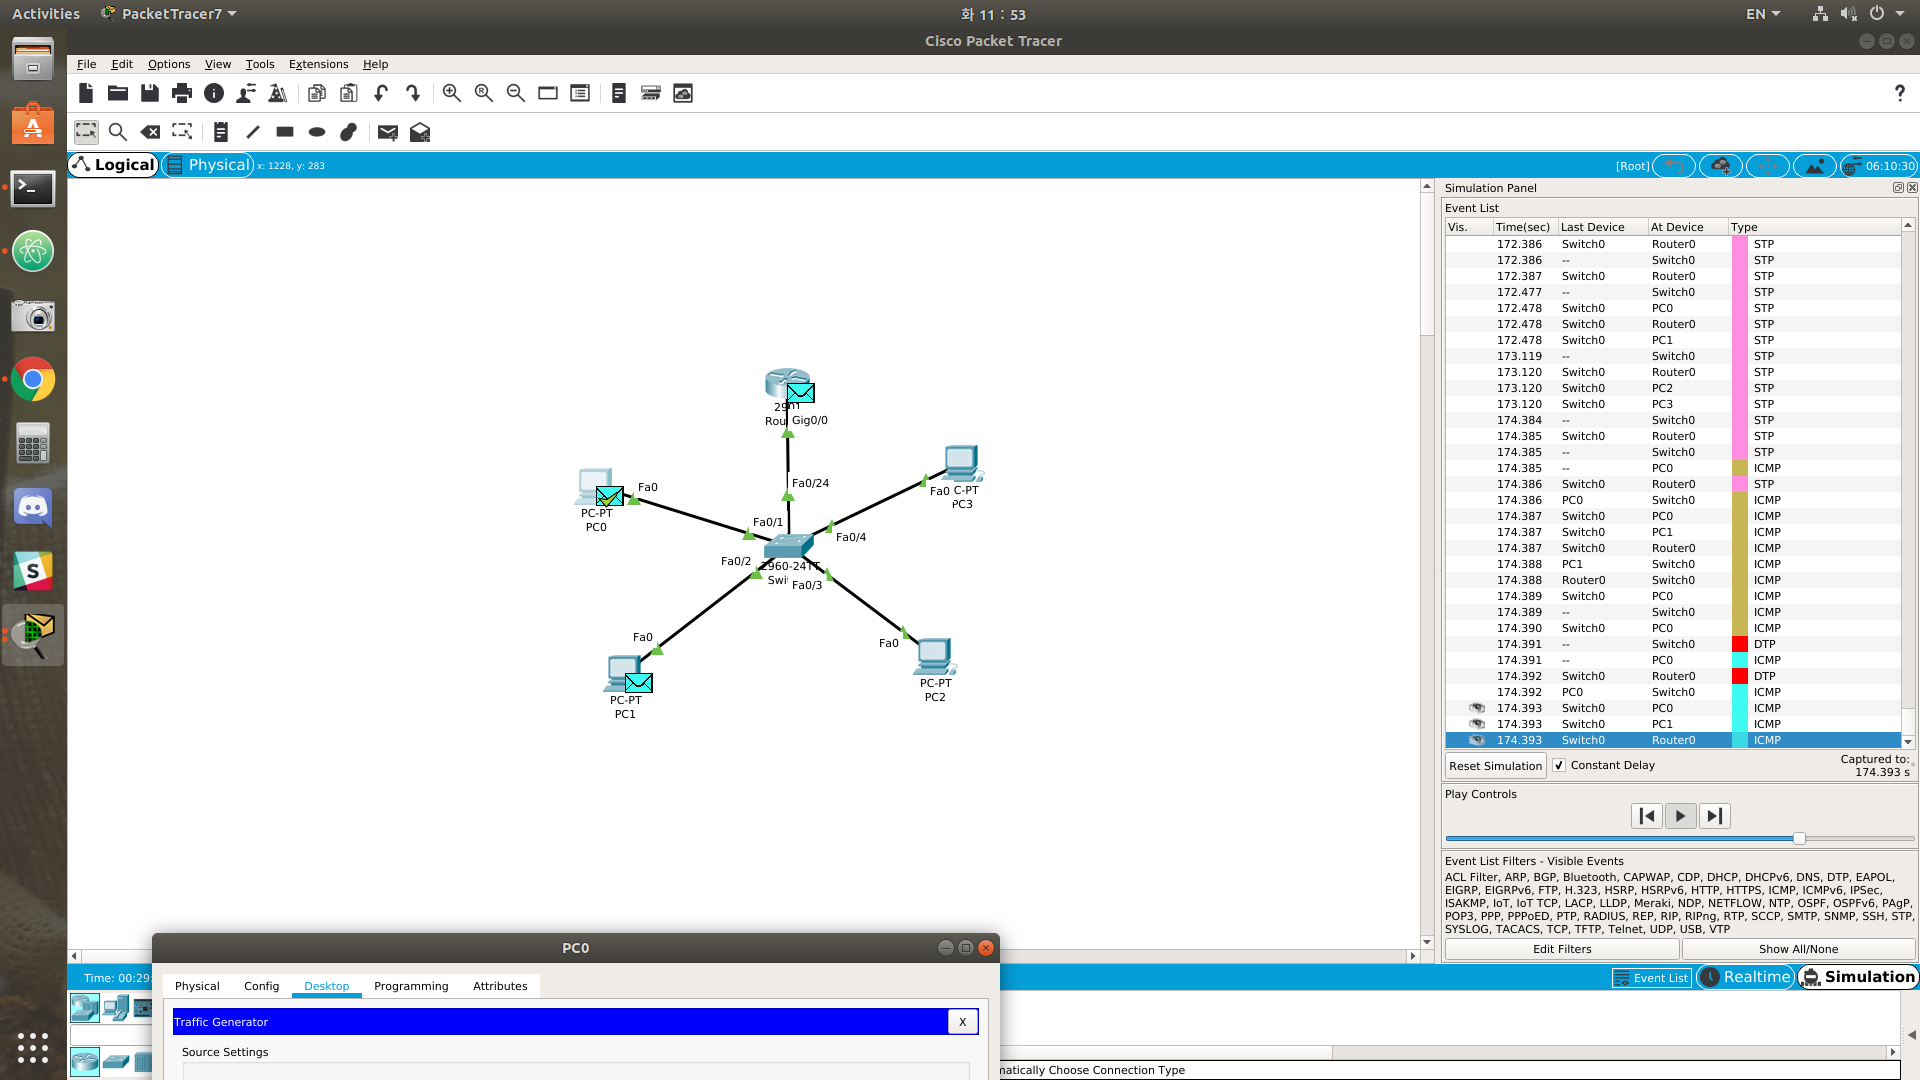 Activities
PacketTracer7
화 11 : 53
EN
Cisco Packet Tracer
File Edit Options View Tools Extensions Help
Logical
Physical
x: 1228, y: 283
[Root]
06:10:30
Simulation Panel
Event List
Vis. Time(sec) Last Device At Device Type
172.386 Switch0 Router0 STP
172.386 -- Switch0 STP
172.387 Switch0 Router0 STP
172.477 -- Switch0 STP
172.478 Switch0 PC0 STP
172.478 Switch0 Router0 STP
172.478 Switch0 PC1 STP
173.119 -- Switch0 STP
173.120 Switch0 Router0 STP
173.120 Switch0 PC2 STP
173.120 Switch0 PC3 STP
174.384 -- Switch0 STP
174.385 Switch0 Router0 STP
174.385 -- Switch0 STP
174.385 -- PC0 ICMP
174.386 Switch0 Router0 STP
174.386 PC0 Switch0 ICMP
174.387 Switch0 PC0 ICMP
174.387 Switch0 PC1 ICMP
174.387 Switch0 Router0 ICMP
174.388 PC1 Switch0 ICMP
174.388 Router0 Switch0 ICMP
174.389 Switch0 PC0 ICMP
174.389 -- Switch0 ICMP
174.390 Switch0 PC0 ICMP
174.391 -- Switch0 DTP
174.391 -- PC0 ICMP
174.392 Switch0 Router0 DTP
174.392 PC0 Switch0 ICMP
174.393 Switch0 PC0 ICMP
174.393 Switch0 PC1 ICMP
174.393 Switch0 Router0 ICMP
Reset Simulation
Constant Delay
Captured to:
174.393 s
Play Controls
Event List Filters - Visible Events
ACL Filter, ARP, BGP, Bluetooth, CAPWAP, CDP, DHCP, DHCPv6, DNS, DTP, EAPOL,
EIGRP, EIGRPv6, FTP, H.323, HSRP, HSRPv6, HTTP, HTTPS, ICMP, ICMPv6, IPSec,
ISAKMP, IoT, IoT TCP, LACP, LLDP, Meraki, NDP, NETFLOW, NTP, OSPF, OSPFv6, PAgP,
POP3, PPP, PPPoED, PTP, RADIUS, REP, RIP, RIPng, RTP, SCCP, SMTP, SNMP, SSH, STP,
SYSLOG, TACACS, TCP, TFTP, Telnet, UDP, USB, VTP
Edit Filters
Show All/None
Event List
Realtime
Simulation
Rou Gig0/0
Fa0/24
Fa0
PC-PT
PC0
Fa0/1
Fa0 C-PT
PC3
Fa0/4
Fa0/2
2960-24TT
Swi Fa0/3
Fa0
PC-PT
PC1
Fa0
PC-PT
PC2
Time: 00:29:
PC0
Physical Config Desktop Programming Attributes
Traffic Generator
X
Source Settings
matically Choose Connection Type